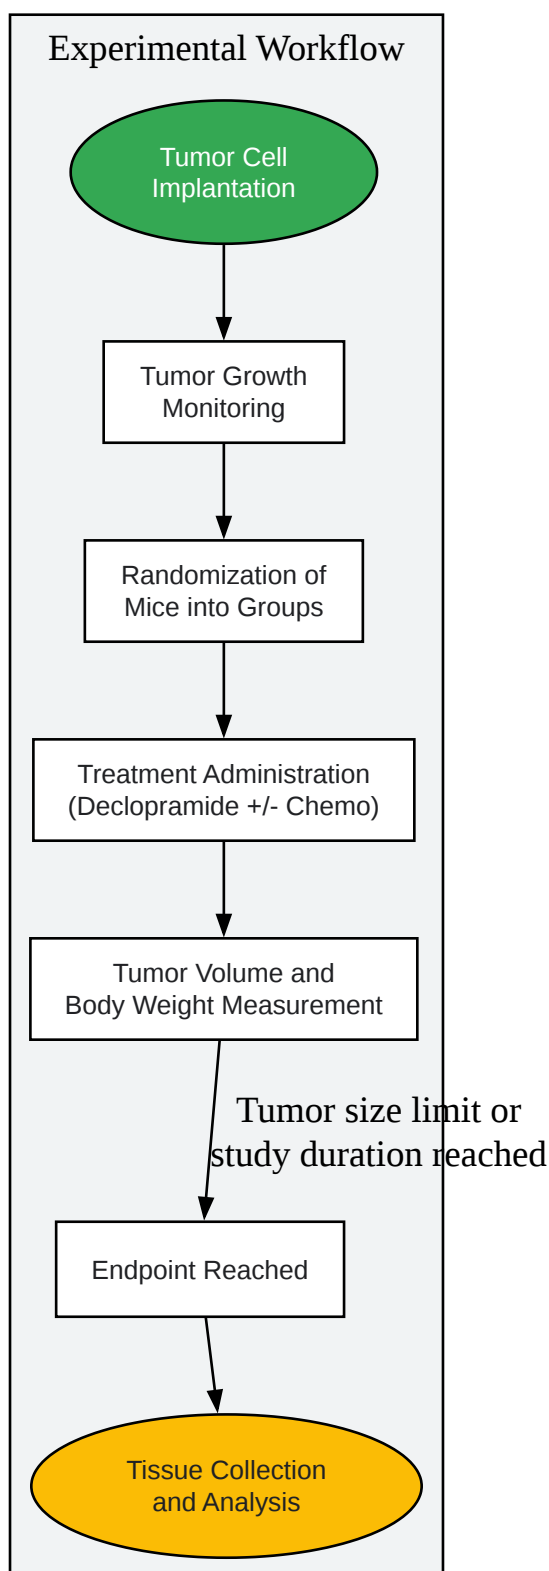 Experimental Workflow
Tumor Cell
Implantation
Tumor Growth
Monitoring
Randomization of
Mice into Groups
Treatment Administration
(Declopramide +/- Chemo)
Tumor Volume and
Body Weight Measurement
Tumor size limit or
study duration reached
Endpoint Reached
Tissue Collection
and Analysis